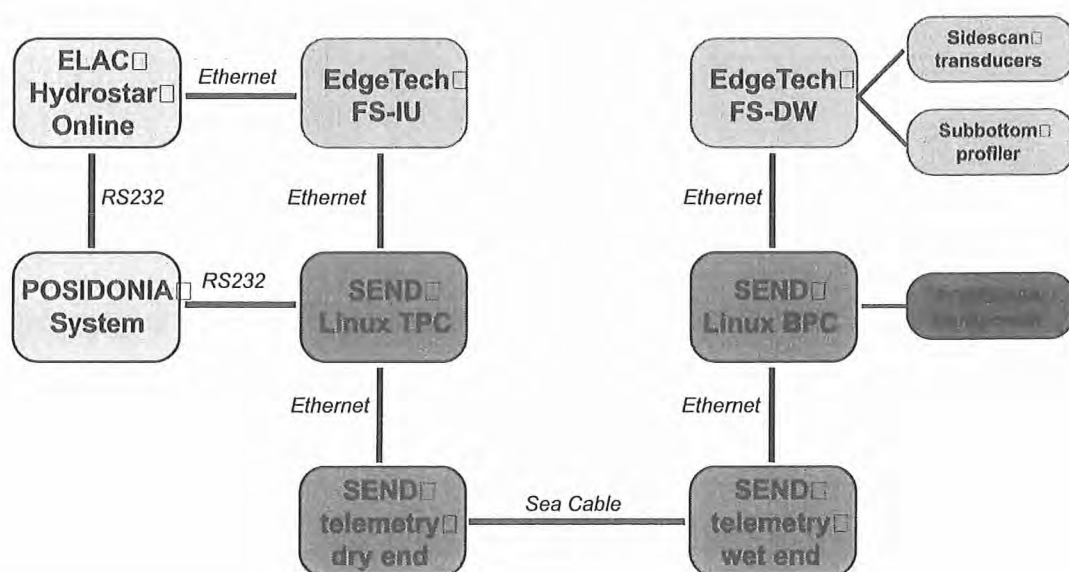 ELAC□
Hydrostar□
Online
Ethernet
EdgeTech□
FS-IU
EdgeTech□
FS-DW
Sidescan□
transducers
Subbottom□
profiler
RS232
Ethernet
Ethernet
POSIDONIA□
System
RS232
SEND□
Linux TPC
SEND□
Linux BPC
Ethernet
Ethernet
SEND□
telemetry□
dry end
Sea Cable
SEND□
telemetry□
wet end